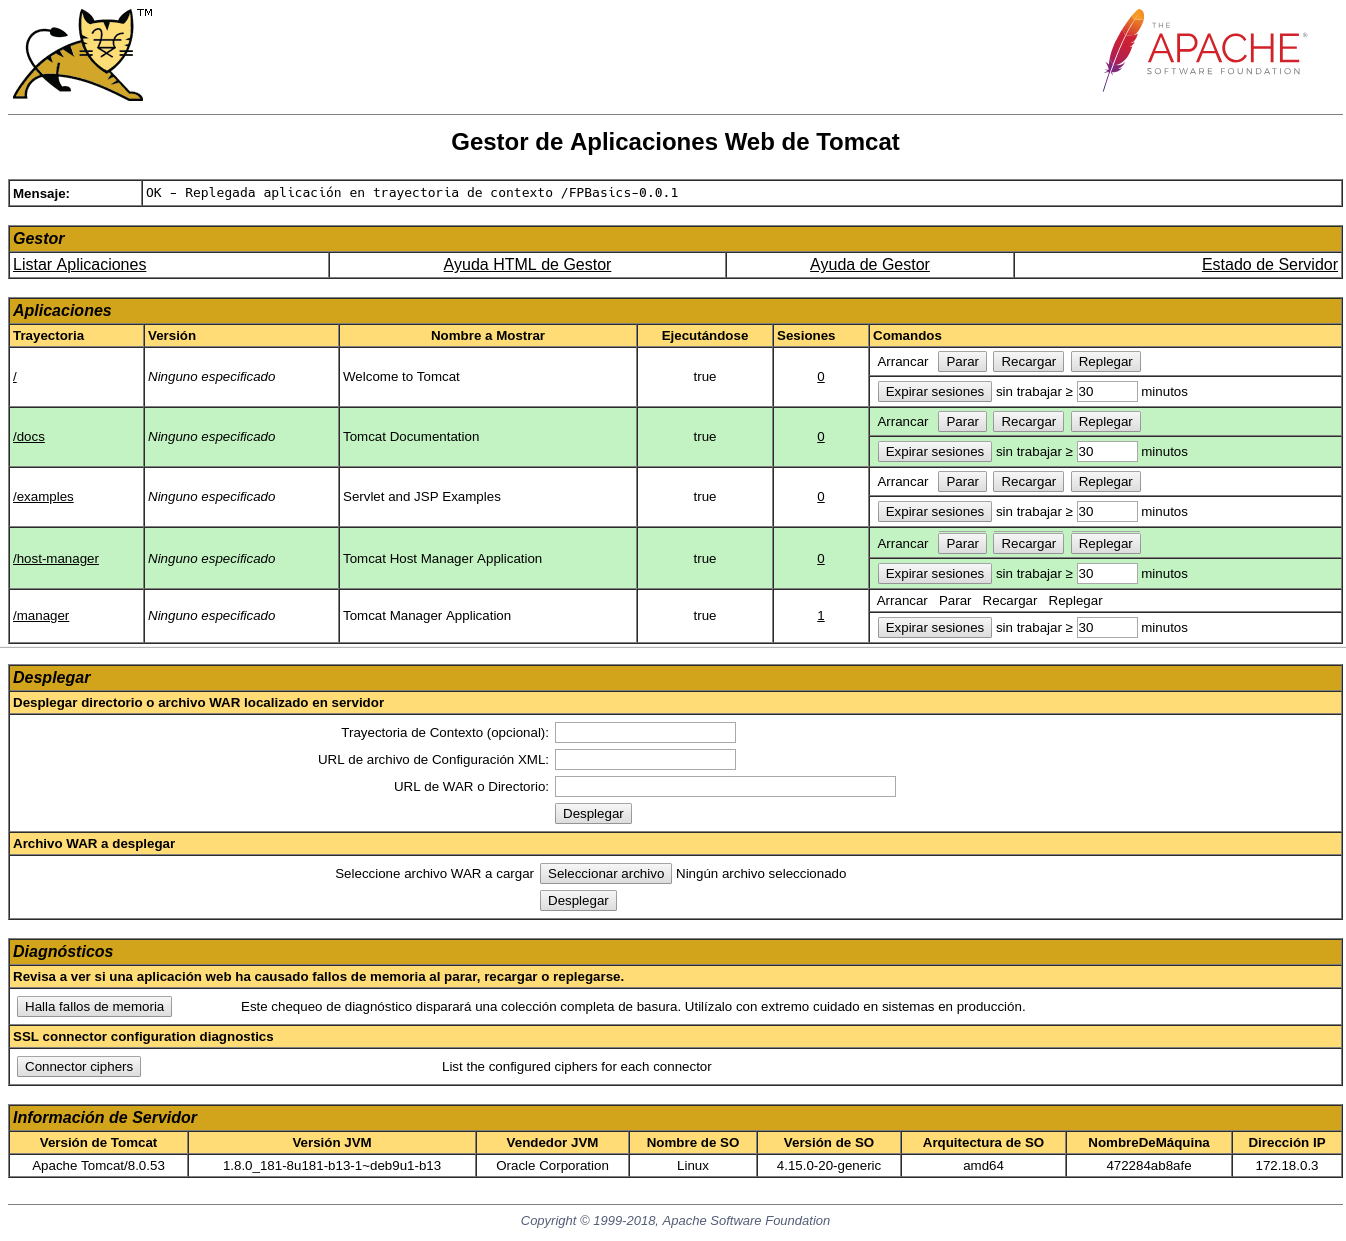 TM
THE
APACHE®
SOFTWARE FOUNDATION
Gestor de Aplicaciones Web de Tomcat
Mensaje: OK - Replegada aplicación en trayectoria de contexto /FPBasics-0.0.1
Gestor
Listar Aplicaciones Ayuda HTML de Gestor Ayuda de Gestor Estado de Servidor
Aplicaciones
Trayectoria Versión Nombre a Mostrar Ejecutándose Sesiones Comandos
/ Ninguno especificado Welcome to Tomcat true 0 Arrancar Parar Recargar Replegar
Expirar sesiones sin trabajar ≥ 30 minutos
/docs Ninguno especificado Tomcat Documentation true 0 Arrancar Parar Recargar Replegar
Expirar sesiones sin trabajar ≥ 30 minutos
/examples Ninguno especificado Servlet and JSP Examples true 0 Arrancar Parar Recargar Replegar
Expirar sesiones sin trabajar ≥ 30 minutos
/host-manager Ninguno especificado Tomcat Host Manager Application true 0 Arrancar Parar Recargar Replegar
Expirar sesiones sin trabajar ≥ 30 minutos
/manager Ninguno especificado Tomcat Manager Application true 1 Arrancar Parar Recargar Replegar
Expirar sesiones sin trabajar ≥ 30 minutos
Desplegar
Desplegar directorio o archivo WAR localizado en servidor
Trayectoria de Contexto (opcional):
URL de archivo de Configuración XML:
URL de WAR o Directorio:
Desplegar
Archivo WAR a desplegar
Seleccione archivo WAR a cargar Seleccionar archivo Ningún archivo seleccionado
Desplegar
Diagnósticos
Revisa a ver si una aplicación web ha causado fallos de memoria al parar, recargar o replegarse.
Halla fallos de memoria Este chequeo de diagnóstico disparará una colección completa de basura. Utilízalo con extremo cuidado en sistemas en producción.
SSL connector configuration diagnostics
Connector ciphers List the configured ciphers for each connector
Información de Servidor
Versión de Tomcat Versión JVM Vendedor JVM Nombre de SO Versión de SO Arquitectura de SO NombreDeMáquina Dirección IP
Apache Tomcat/8.0.53 1.8.0_181-8u181-b13-1~deb9u1-b13 Oracle Corporation Linux 4.15.0-20-generic amd64 472284ab8afe 172.18.0.3
Copyright © 1999-2018, Apache Software Foundation